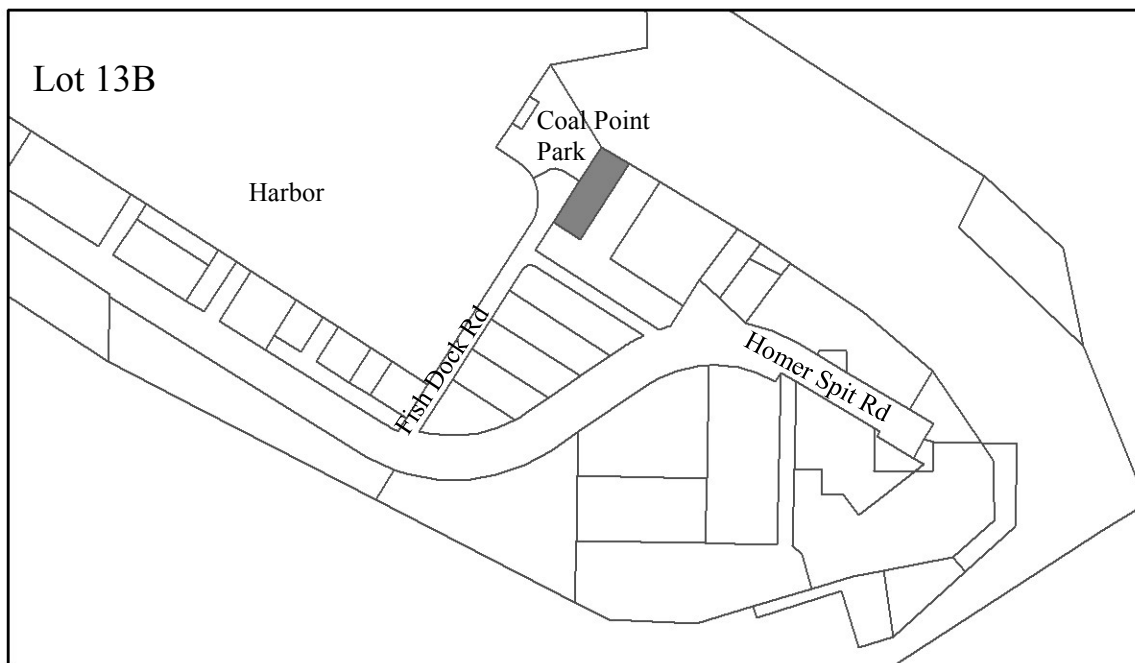 Lot 13B
Coal Point
Park
Harbor
Fish Dock Rd
Homer Spit Rd